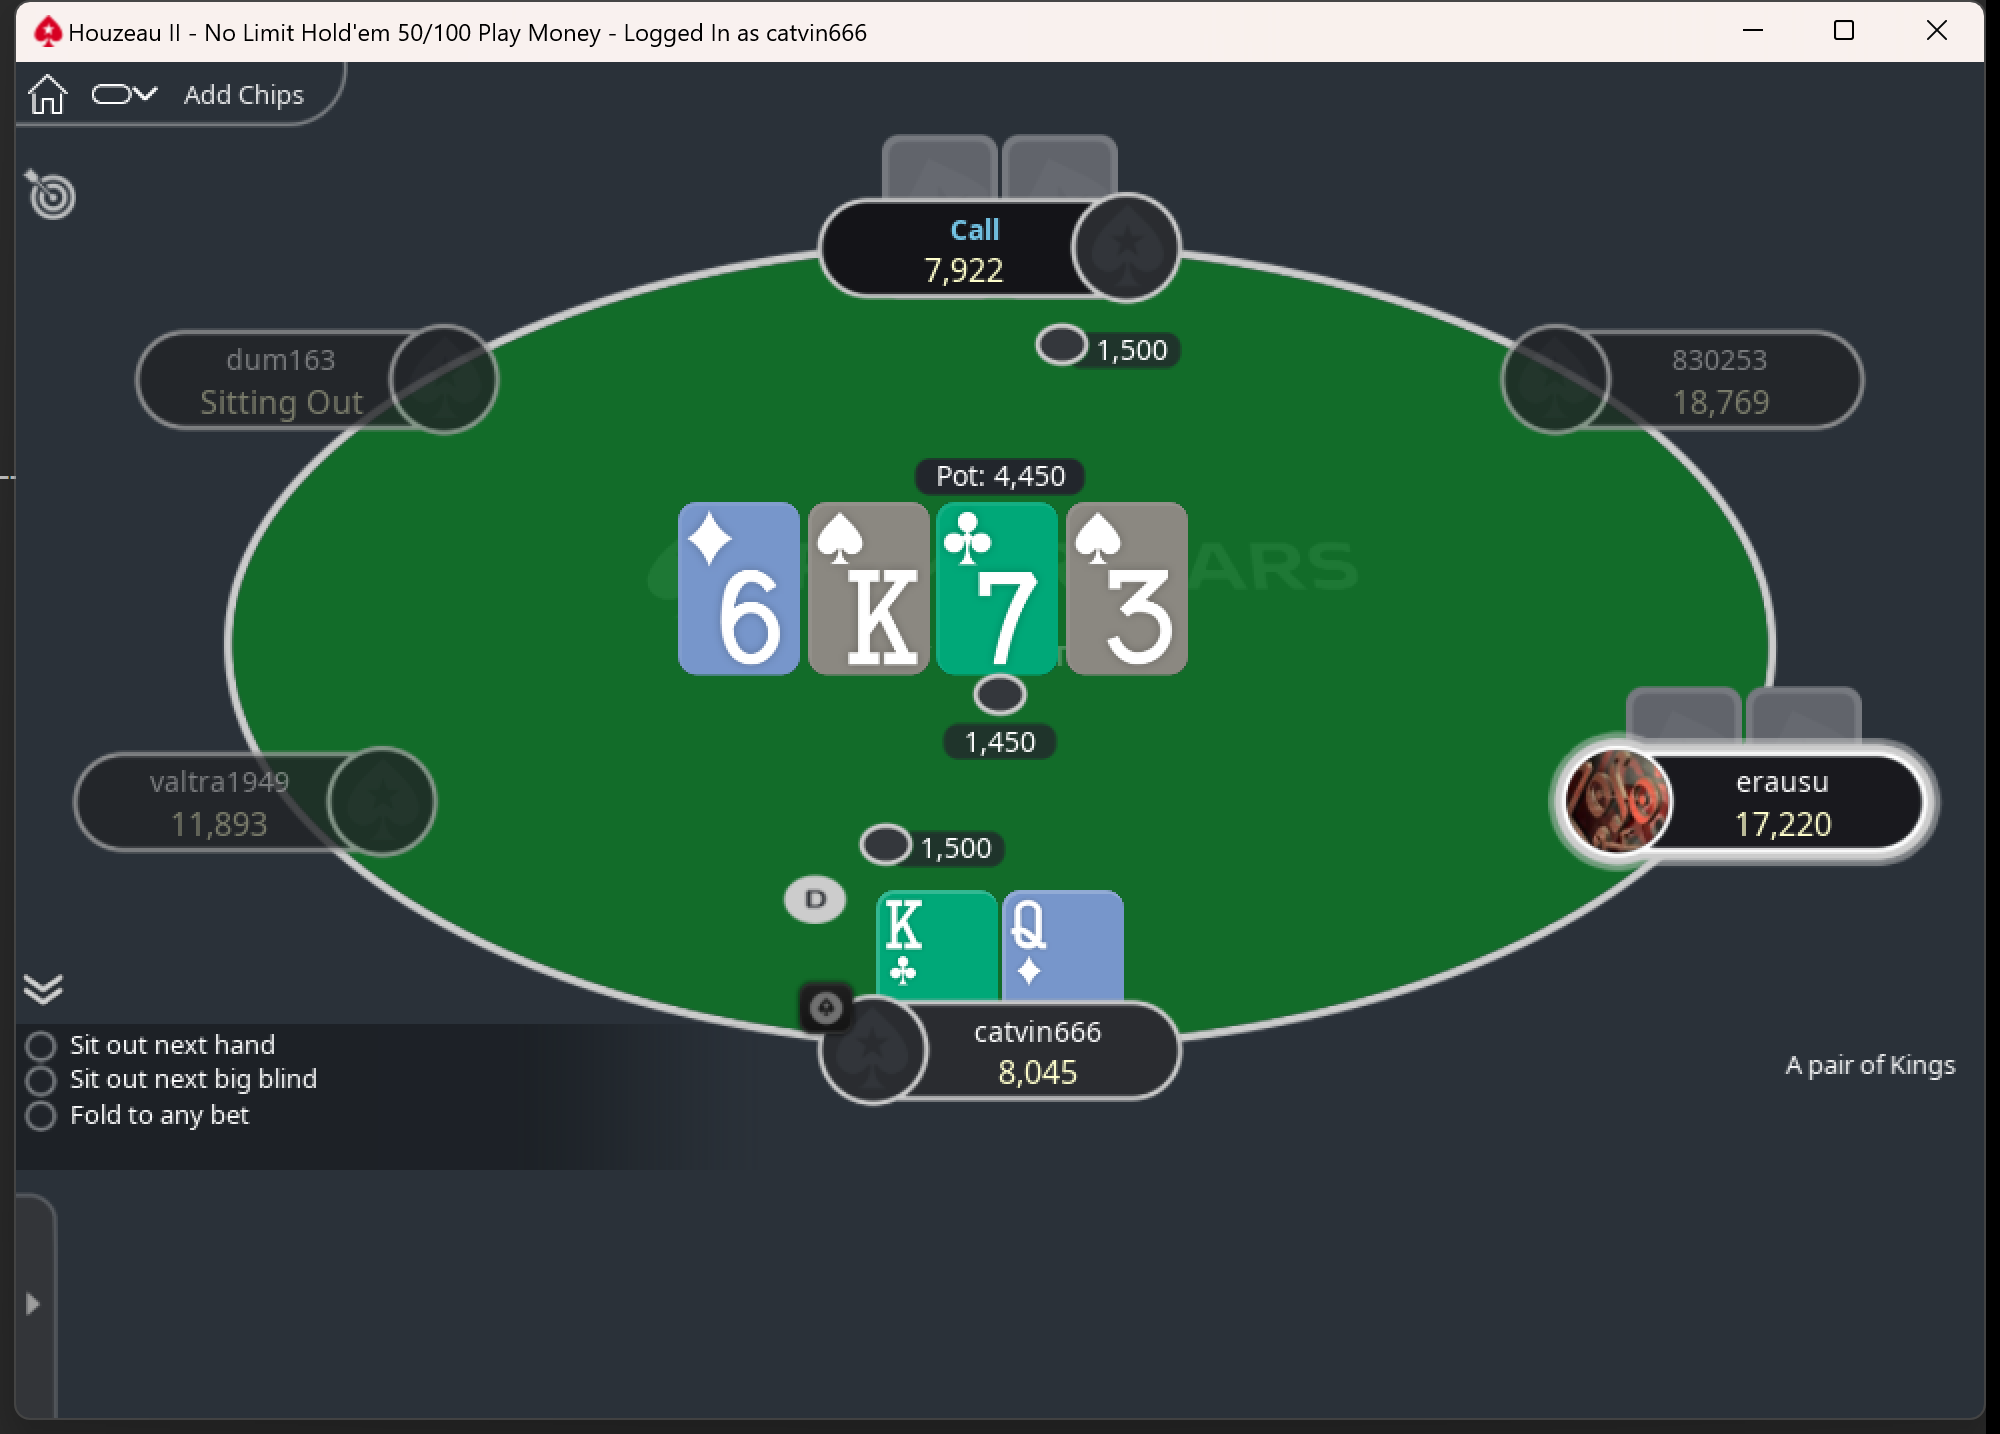 Houzeau II - No Limit Hold'em 50/100 Play Money - Logged In as catvin666
Add Chips
Call
7,922
1,500
dum163
Sitting Out
830253
18,769
Pot: 4,450
6
K
7
3
ARS
1,450
valtra1949
11,893
erausu
17,220
1,500
D
K
Q
catvin666
8,045
Sit out next hand
Sit out next big blind
Fold to any bet
A pair of Kings